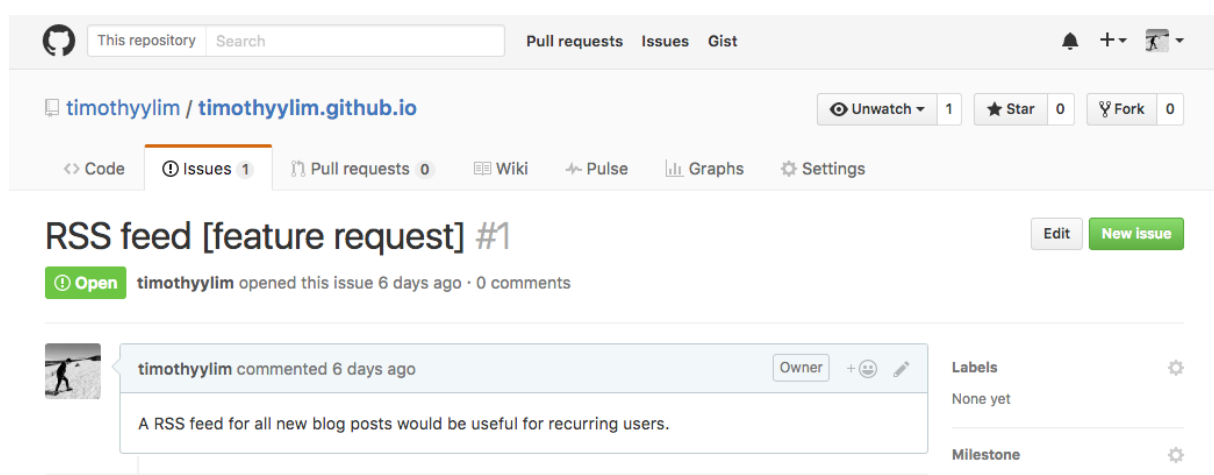 This repository Search Pull requests Issues Gist
timothyylim / timothyylim.github.io Unwatch 1 Star 0 Fork 0
Code Issues 1 Pull requests 0 Wiki Pulse Graphs Settings
RSS feed [feature request] #1 Edit New issue
Open timothyylim opened this issue 6 days ago · 0 comments
timothyylim commented 6 days ago Owner + Labels
None yet
A RSS feed for all new blog posts would be useful for recurring users.
Milestone